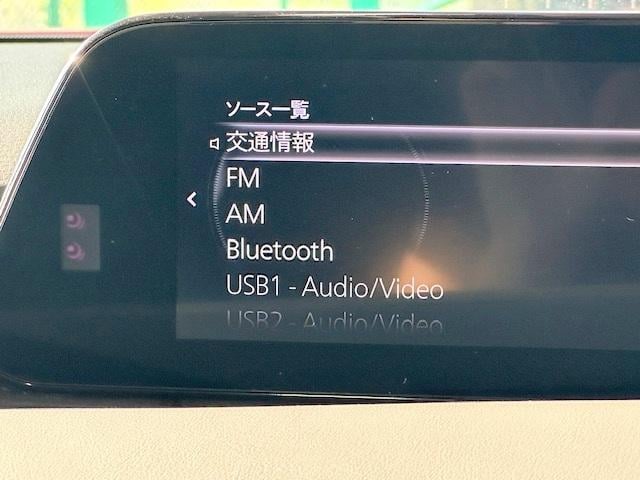 ソース一覧
交通情報
FM
AM
Bluetooth
USB1 - Audio/Video
USB2 - Audio/Video